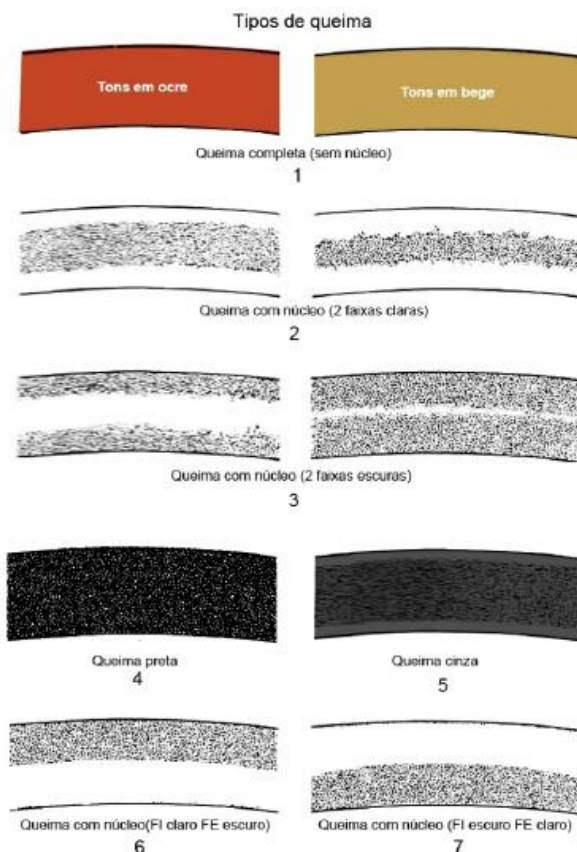 Tipos de queima
Tons em ocre
Tons em bege
Queima completa (sem núcleo)
1
Queima com núcleo (2 faixas claras)
2
Queima com núcleo (2 faixas escuras)
3
Queima preta
4
Queima cinza
5
Queima com núcleo(FI claro FE escuro)
6
Queima com núcleo (FI escuro FE claro)
7